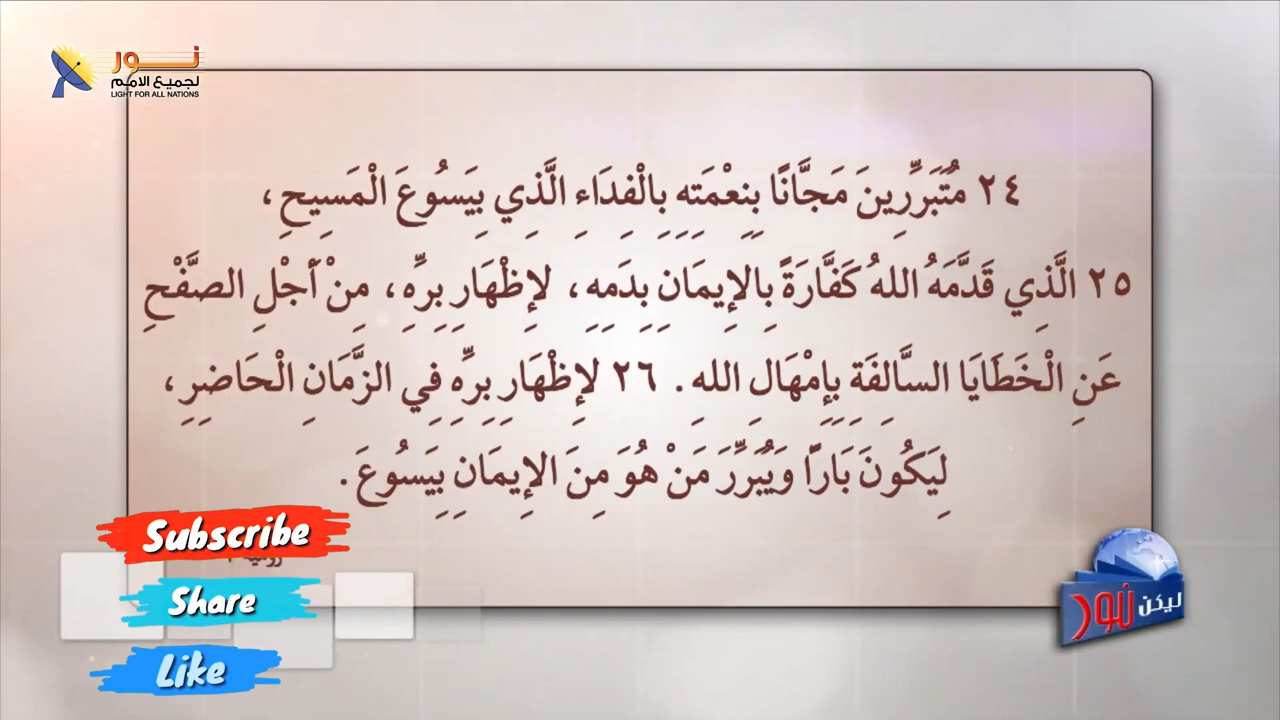 نور
لجميع الامم
LIGHT FOR ALL NATIONS
٢٤ مُتَبَرِّرِينَ مَجَّانًا بِنِعْمَتِهِ بِالْفِدَاءِ الَّذِي بِيَسُوعَ الْمَسِيحِ،
٢٥ الَّذِي قَدَّمَهُ اللهُ كَفَّارَةً بِالإِيمَانِ بِدَمِهِ، لإِظْهَارِ بِرِّهِ، مِنْ أَجْلِ الصَّفْحِ
عَنِ الْخَطَايَا السَّالِفَةِ بِإِمْهَالِ اللهِ. ٢٦ لإِظْهَارِ بِرِّهِ فِي الزَّمَانِ الْحَاضِرِ،
لِيَكُونَ بَارًّا وَيُبَرِّرَ مَنْ هُوَ مِنَ الإِيمَانِ بِيَسُوعَ.
Subscribe
Share
Like
ليكن نور